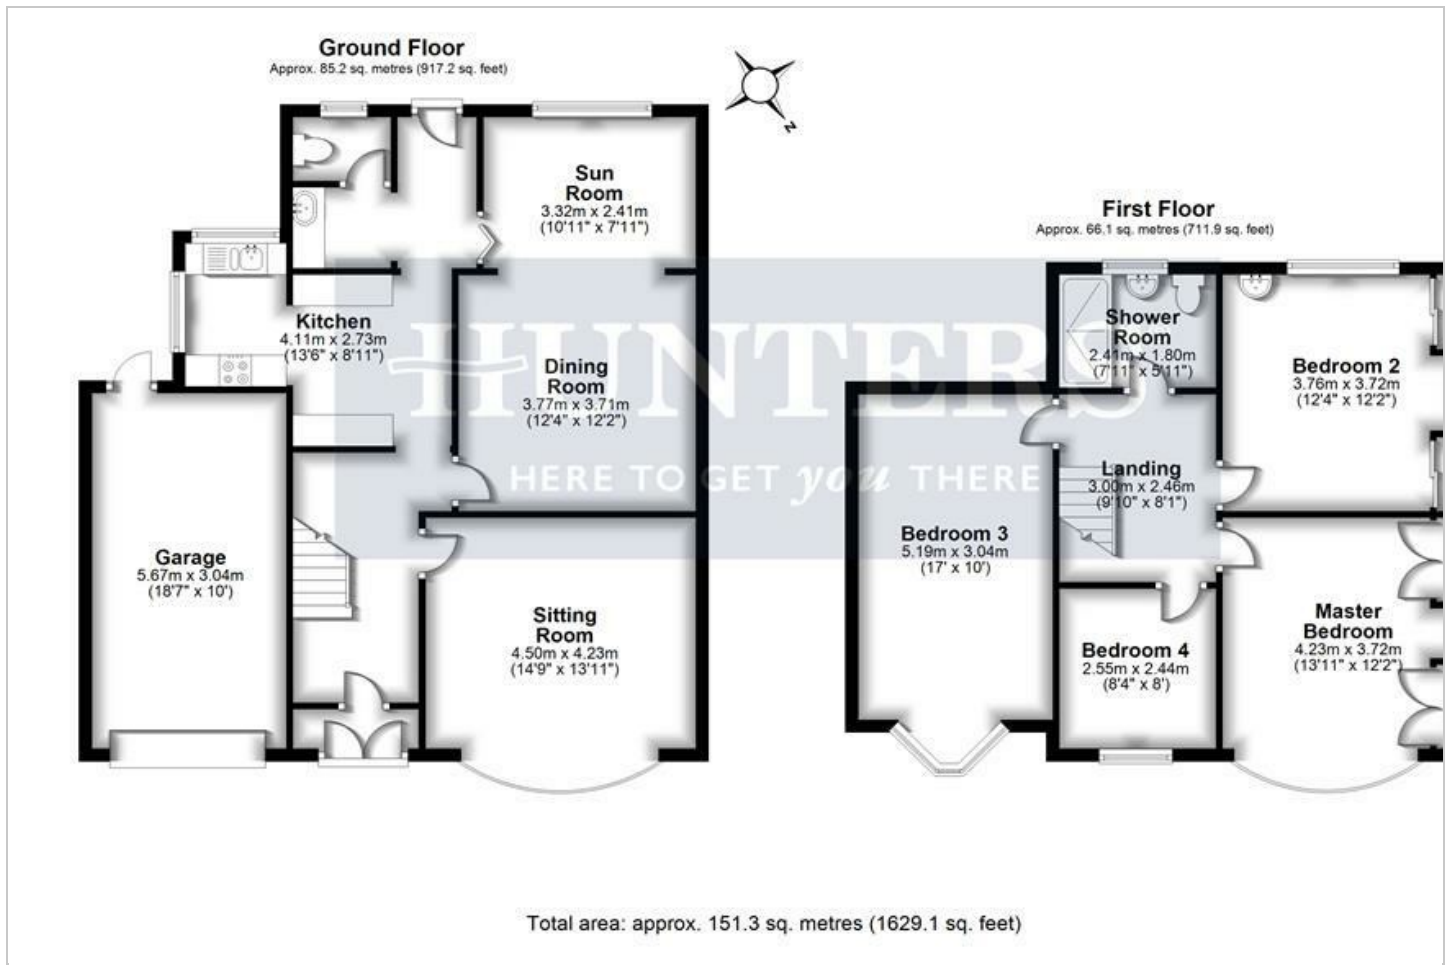 Ground Floor
Approx. 85.2 sq. metres (917.2 sq. feet)
Sun
Room
3.32m x 2.41m
(10'11" x 7'11")
Kitchen
4.11m x 2.73m
(13'6" x 8'11")
Dining
Room
3.77m x 3.71m
(12'4" x 12'2")
Garage
5.67m x 3.04m
(18'7" x 10')
Sitting
Room
4.50m x 4.23m
(14'9" x 13'11")
z
First Floor
Approx. 66.1 sq. metres (711.9 sq. feet)
Shower
Room
2.41m x 1.80m
(7'11" x 5'11")
Bedroom 2
3.76m x 3.72m
(12'4" x 12'2")
Landing
3.00m x 2.46m
(9'10" x 8'1")
Bedroom 3
5.19m x 3.04m
(17' x 10')
Bedroom 4
2.55m x 2.44m
(8'4" x 8')
Master
Bedroom
4.23m x 3.72m
(13'11" x 12'2")
HUNTERS
HERE TO GET you THERE
Total area: approx. 151.3 sq. metres (1629.1 sq. feet)